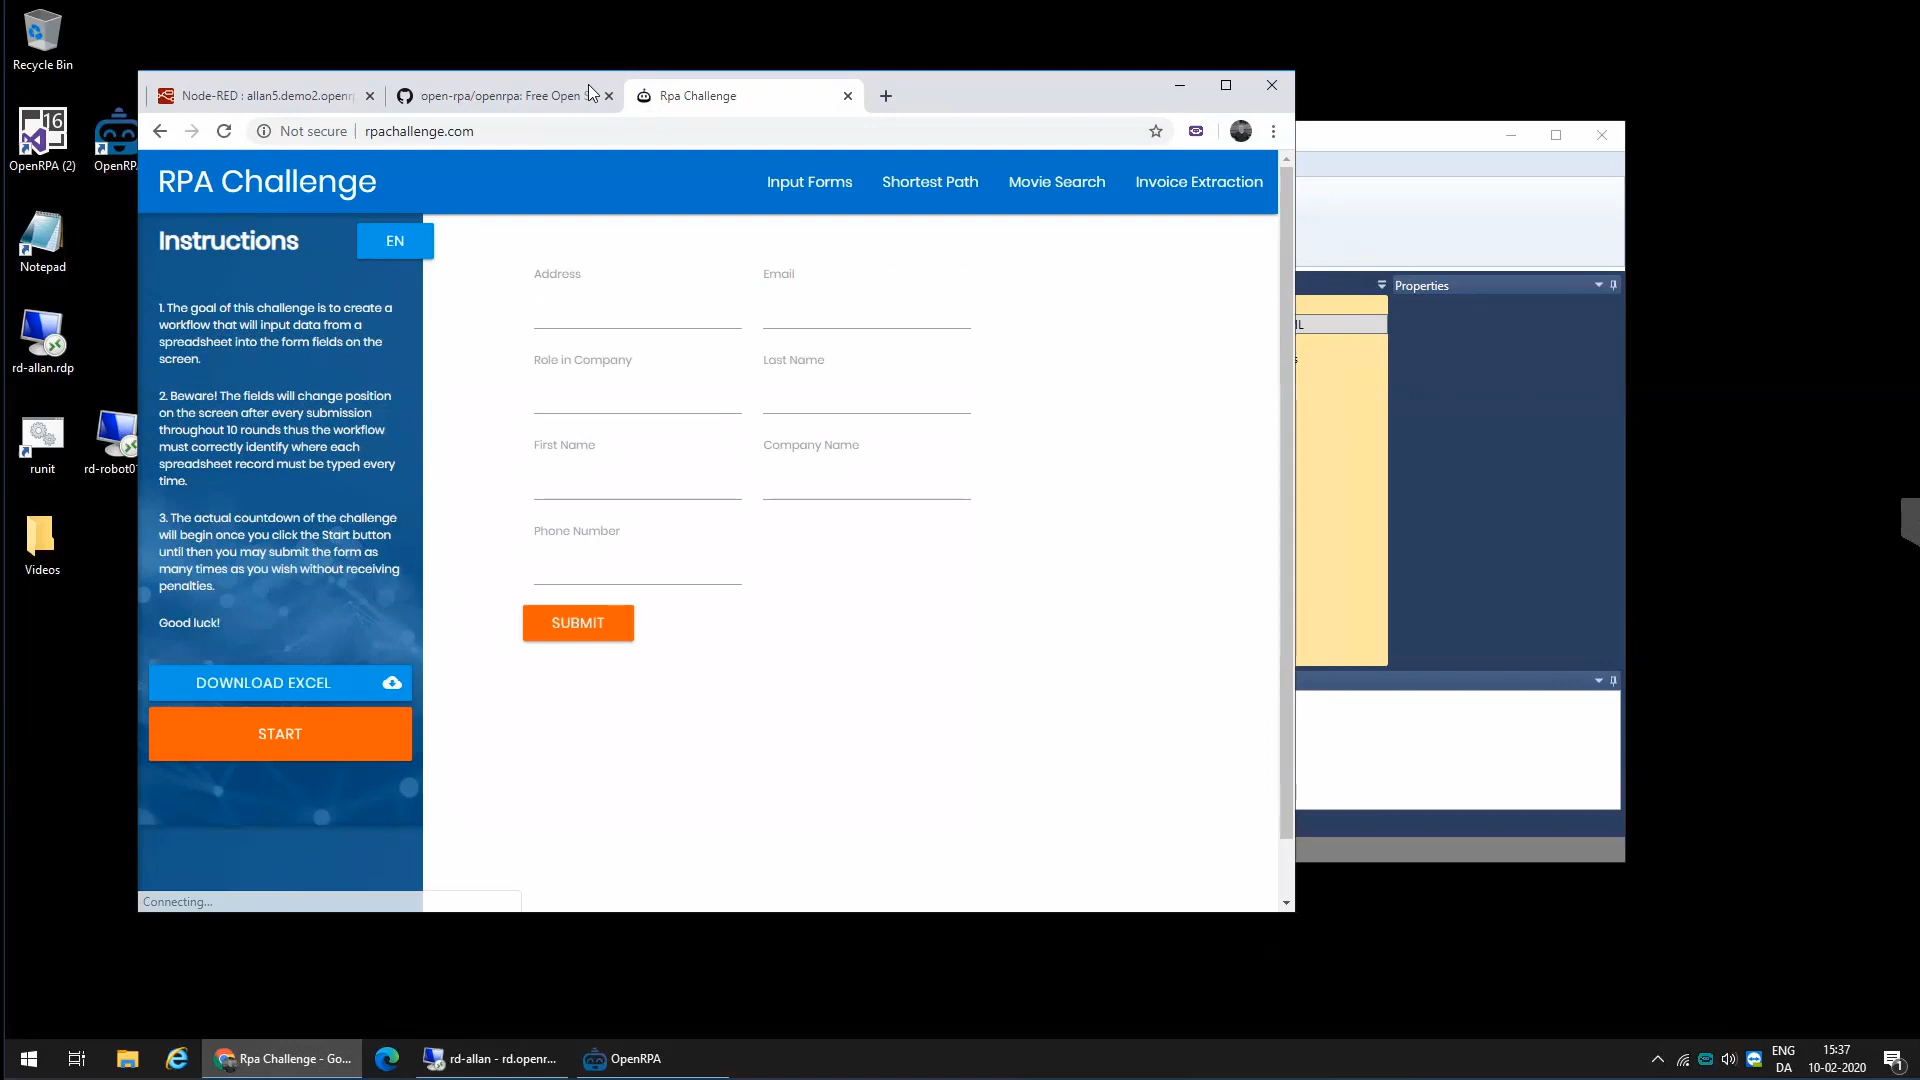 Recycle Bin
OpenRPA (2)
OpenRP
Notepad
rd-allan.rdp
runit
rd-robot0
Videos
Node-RED : allan5.demo2.openr
open-rpa/openrpa: Free Open S
Rpa Challenge
Not secure
rpachallenge.com
RPA Challenge
Input Forms
Shortest Path
Movie Search
Invoice Extraction
Instructions
EN
1. The goal of this challenge is to create a
workflow that will input data from a
spreadsheet into the form fields on the
screen.
2. Beware! The fields will change position
on the screen after every submission
throughout 10 rounds thus the workflow
must correctly identify where each
spreadsheet record must be typed every
time.
3. The actual countdown of the challenge
will begin once you click the Start button
until then you may submit the form as
many times as you wish without receiving
penalties.
Good luck!
DOWNLOAD EXCEL
START
Address
Email
Role in Company
Last Name
First Name
Company Name
Phone Number
SUBMIT
Connecting...
Properties
Rpa Challenge - Go...
rd-allan - rd.openr...
OpenRPA
ENG
DA
15:37
10-02-2020